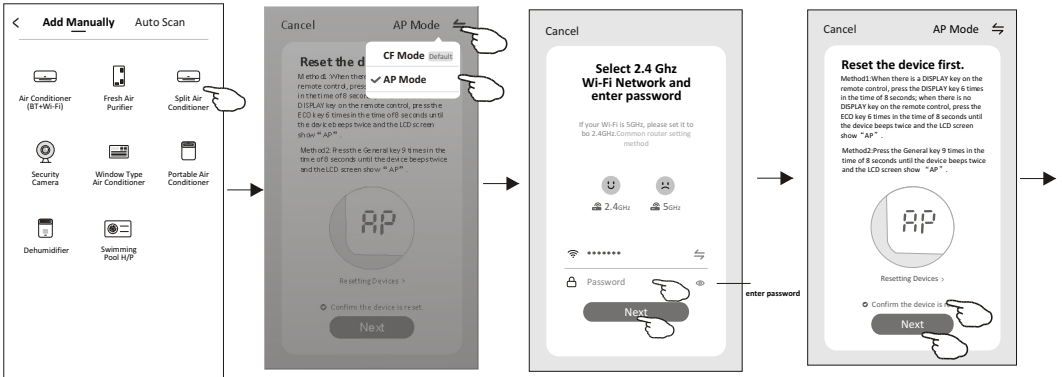 < Add Manually Auto Scan
Air Conditioner
(BT+Wi-Fi)
Fresh Air
Purifier
Split Air
Conditioner
Security
Camera
Window Type
Air Conditioner
Portable Air
Conditioner
Dehumidifier
Swimming
Pool H/P
Cancel AP Mode
CF Mode Default
AP Mode
Reset the d
Method1:When there
remote control, press
in the time of 8 secon
DISPLAY key on the remote control, press the
ECO key 6 times in the time of 8 seconds until
the device beeps twice and the LCD screen
show “AP”.
Method2:Press the General key 9 times in the
time of 8 seconds until the device beeps twice
and the LCD screen show “AP”.
AP
Resetting Devices >
Confirm the device is reset.
Next
Cancel
Select 2.4 Ghz
Wi-Fi Network and
enter password
If your Wi-Fi is 5GHz, please set it to
bo 2.4GHz.Common router setting
method
2.4GHz 5GHz
•••••••
Password
enter password
Next
Cancel AP Mode
Reset the device first.
Method1:When there is a DISPLAY key on the
remote control, press the DISPLAY key 6 times
in the time of 8 seconds; when there is no
DISPLAY key on the remote control, press the
ECO key 6 times in the time of 8 seconds until
the device beeps twice and the LCD screen
show “AP”.
Method2:Press the General key 9 times in the
time of 8 seconds until the device beeps twice
and the LCD screen show “AP”.
AP
Resetting Devices >
Confirm the device is re
Next